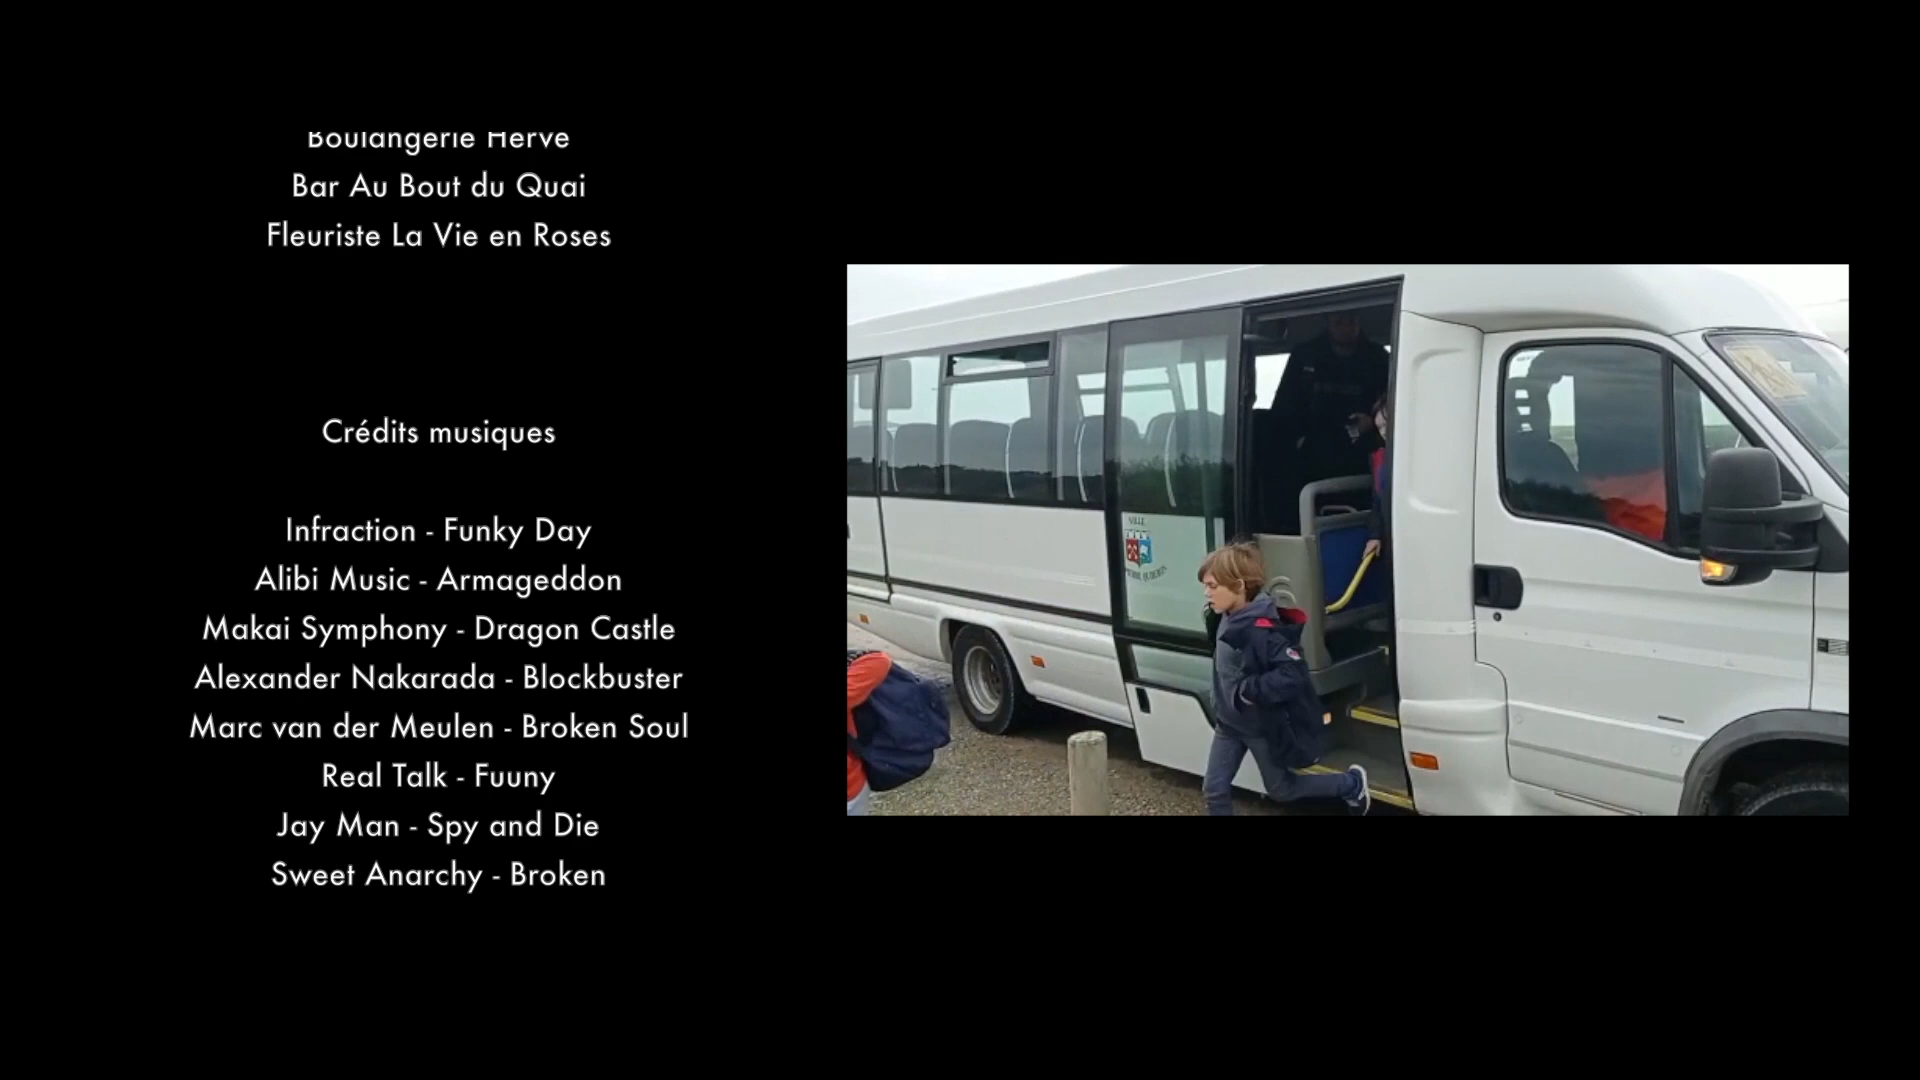 Boulangerie Herve
Bar Au Bout du Quai
Fleuriste La Vie en Roses
Crédits musiques
Infraction - Funky Day
Alibi Music - Armageddon
Makai Symphony - Dragon Castle
Alexander Nakarada - Blockbuster
Marc van der Meulen - Broken Soul
Real Talk - Fuuny
Jay Man - Spy and Die
Sweet Anarchy - Broken
VILLE